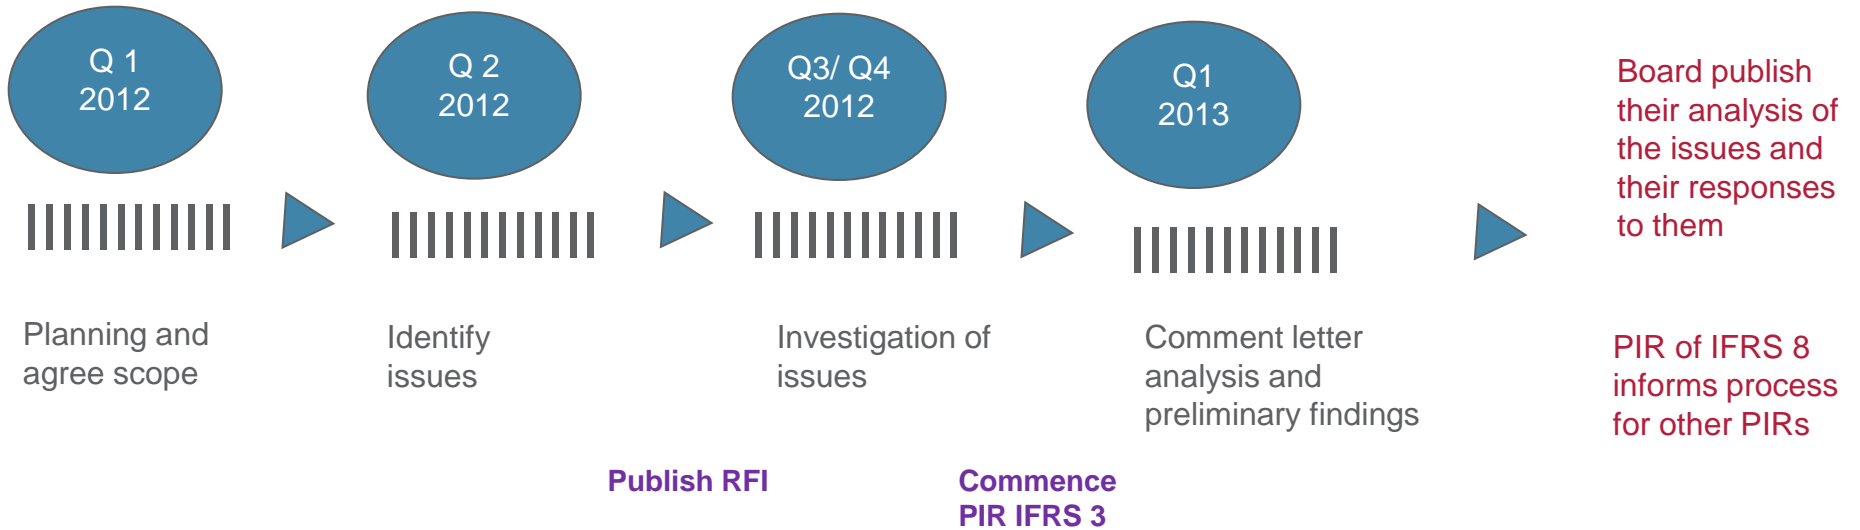 Q 1
2012
Q 2
2012
Q3/ Q4
2012
Q1
2013
Board publish
their analysis of
the issues and
their responses
to them
Planning and
agree scope
Identify
issues
Investigation of
issues
Comment letter
analysis and
preliminary findings
PIR of IFRS 8
informs process
for other PIRs
Publish RFI
Commence
PIR IFRS 3